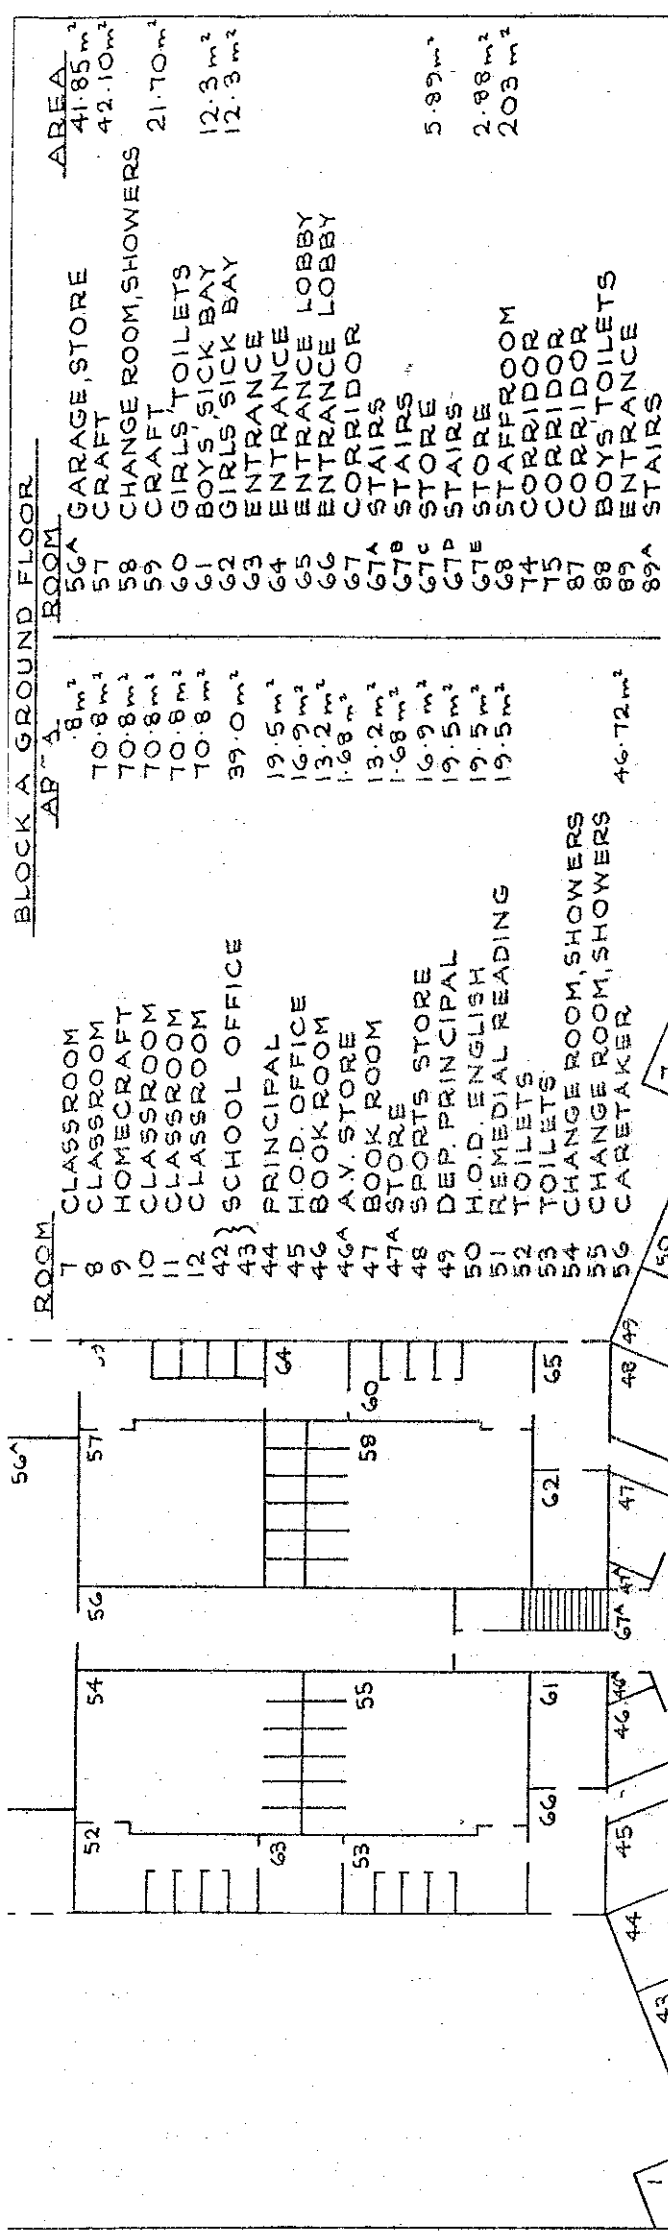 BLOCK A GROUND FLOOR
ROOM AREA
7 CLASSROOM .8m²
8 CLASSROOM 70.8m²
9 HOMECRAFT 70.8m²
10 CLASSROOM 70.8m²
11 CLASSROOM 70.8m²
12 CLASSROOM 70.8m²
42 } SCHOOL OFFICE 39.0m²
43
44 PRINCIPAL 19.5m²
45 H.O.D. OFFICE 16.9m²
46 BOOK ROOM 13.2m²
46A A.V. STORE 1.68m²
47 BOOK ROOM 13.2m²
47A STORE 1.68m²
48 SPORTS STORE 16.9m²
49 DEP. PRINCIPAL 19.5m²
50 H.O.D. ENGLISH 19.5m²
51 REMEDIAL READING 19.5m²
52 TOILETS
53 TOILETS
54 CHANGE ROOM, SHOWERS
55 CHANGE ROOM, SHOWERS
56 CARETAKER 46.72m²
ROOM AREA
56A GARAGE, STORE 41.85m²
57 CRAFT 42.10m²
58 CHANGE ROOM, SHOWERS
59 CRAFT 21.70m²
60 GIRLS' TOILETS
61 BOYS' SICK BAY 12.3m²
62 GIRLS' SICK BAY 12.3m²
63 ENTRANCE
64 ENTRANCE
65 ENTRANCE LOBBY
66 ENTRANCE LOBBY
67 CORRIDOR
67A STAIRS
67B STAIRS
67C STORE 5.89m²
67D STAIRS
67E STORE 2.88m²
68 STAFFROOM 203m²
74 CORRIDOR
75 CORRIDOR
87 CORRIDOR
88 BOYS' TOILETS
89 ENTRANCE
89A STAIRS
56A
52
54
56
57
63
64
53
55
58
60
66
61
62
65
67A
44
45
46
46A
47A
47
48
49
43
50
1
7